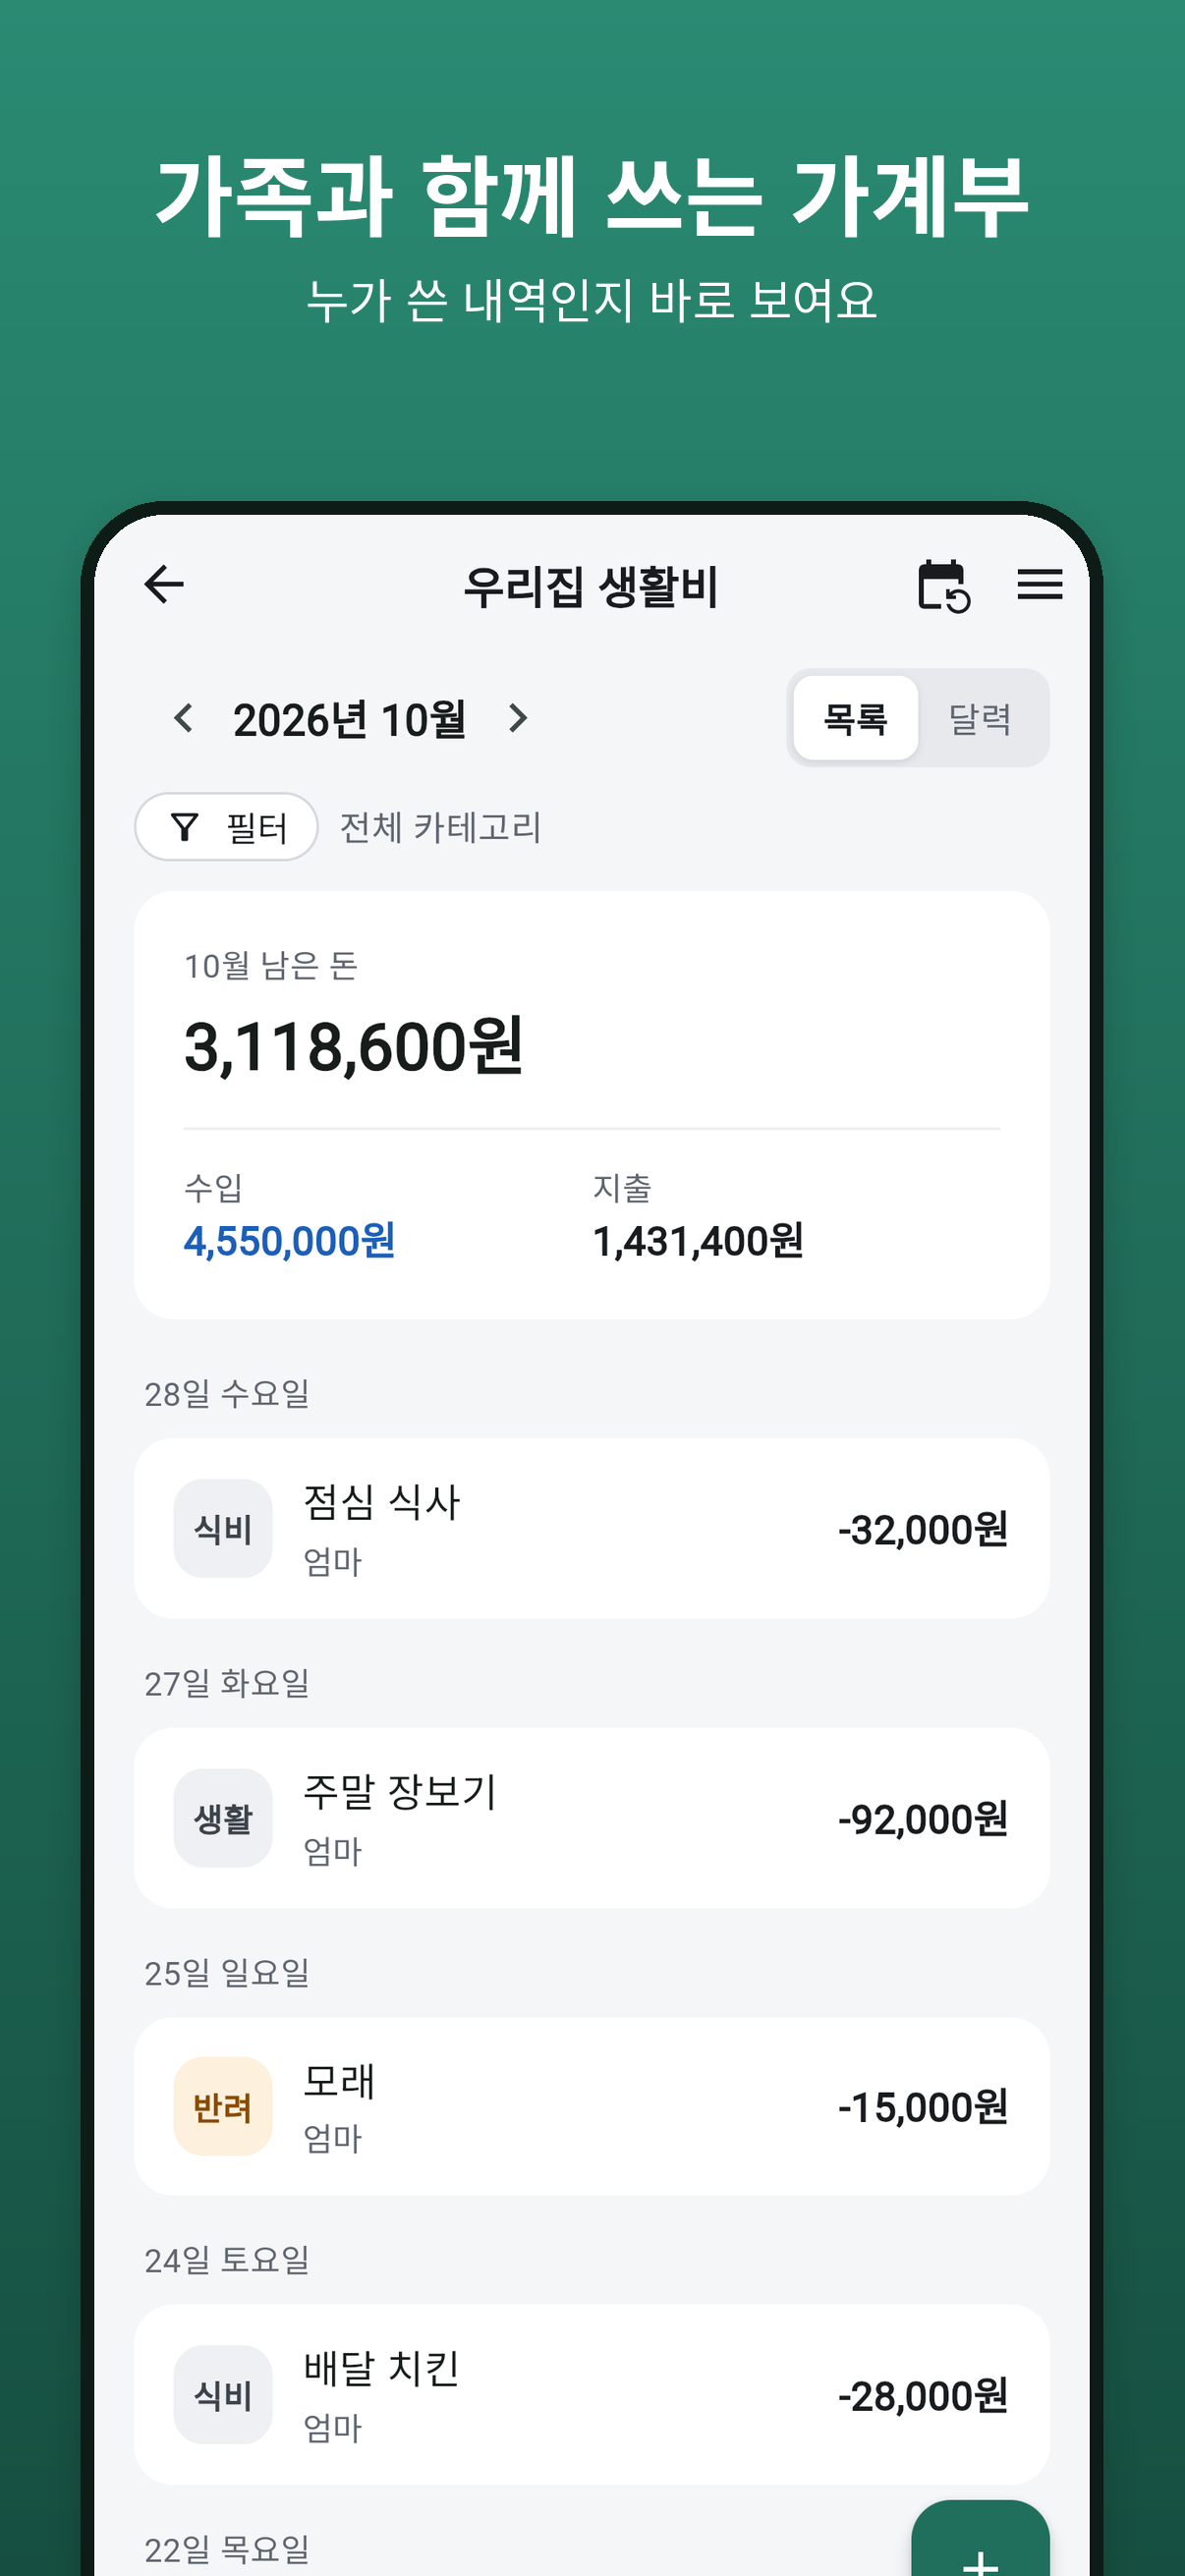 가족과 함께 쓰는 가계부
누가 쓴 내역인지 바로 보여요
우리집 생활비
2026년 10월
목록 달력
필터 전체 카테고리
10월 남은 돈
3,118,600원
수입 지출
4,550,000원 1,431,400원
28일 수요일
식비 점심 식사
엄마
-32,000원
27일 화요일
생활 주말 장보기
엄마
-92,000원
25일 일요일
반려 모래
엄마
-15,000원
24일 토요일
식비 배달 치킨
엄마
-28,000원
22일 목요일